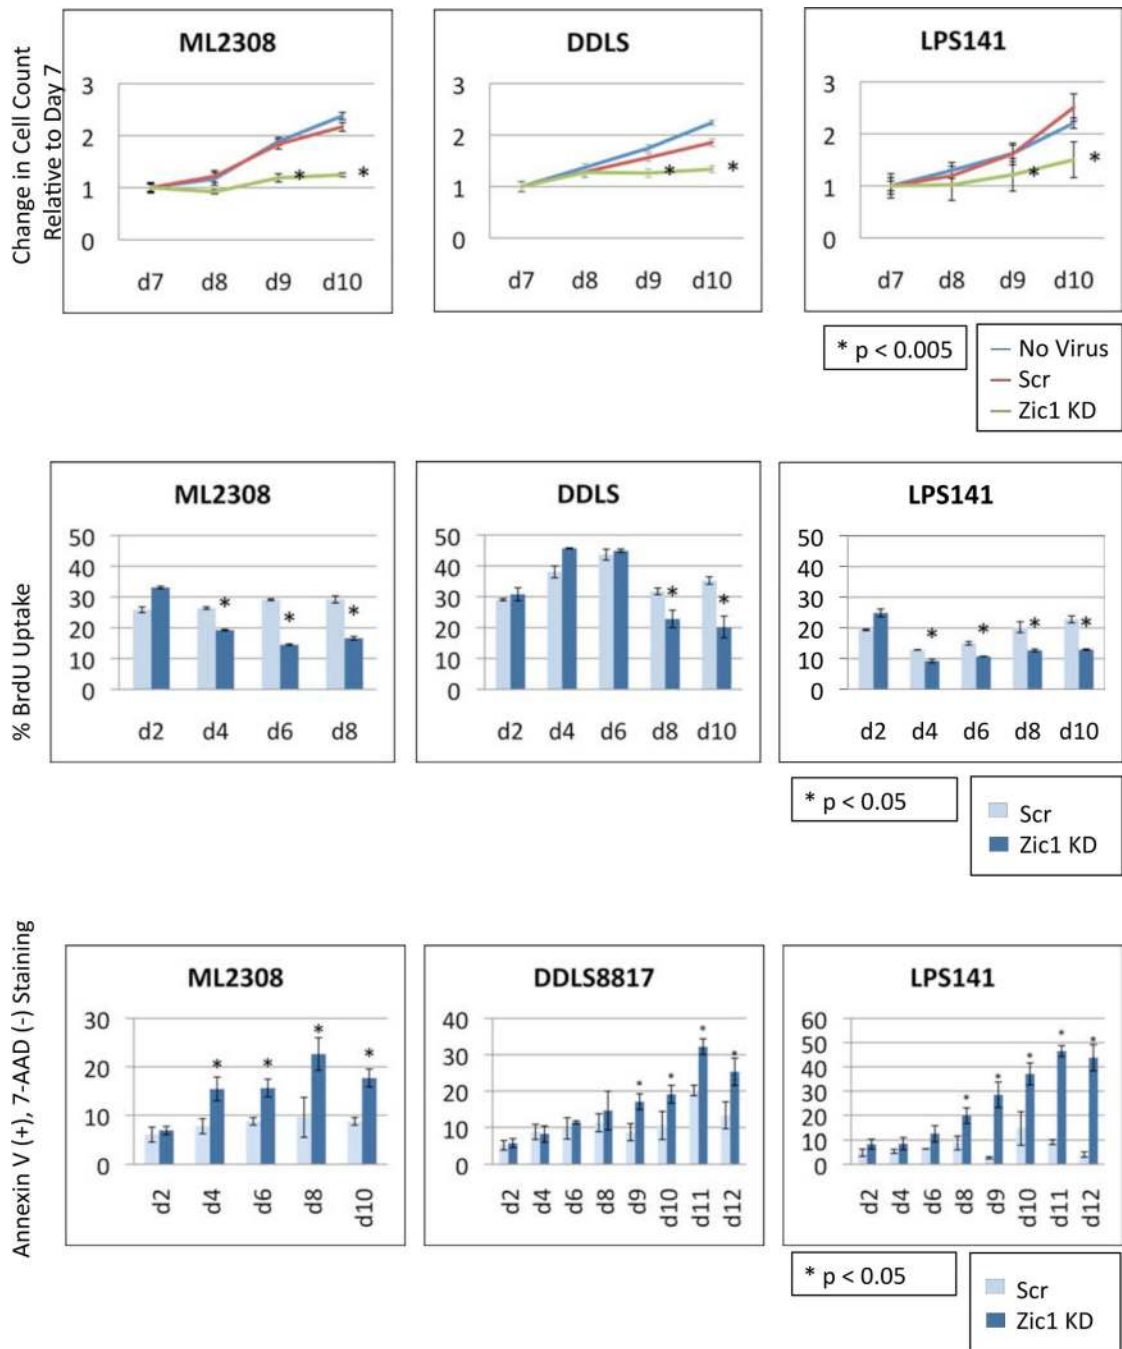 Change in Cell Count
Relative to Day 7
ML2308
3
2
1
0
* *
d7 d8 d9 d10
DDLS
3
2
1
0
* *
d7 d8 d9 d10
LPS141
3
2
1
0
* *
d7 d8 d9 d10
* p < 0.005
No Virus
Scr
Zic1 KD
% BrdU Uptake
ML2308
50
40
30
20
10
0
* * *
d2 d4 d6 d8
DDLS
50
40
30
20
10
0
* *
d2 d4 d6 d8 d10
LPS141
50
40
30
20
10
0
* * * *
d2 d4 d6 d8 d10
* p < 0.05
Scr
Zic1 KD
Annexin V (+), 7-AAD (-) Staining
ML2308
30
20
10
0
* * * *
d2 d4 d6 d8 d10
DDLS8817
40
30
20
10
0
* * * *
d2 d4 d6 d8 d9 d10 d11 d12
LPS141
60
50
40
30
20
10
0
* * * * *
d2 d4 d6 d8 d9 d10 d11 d12
* p < 0.05
Scr
Zic1 KD